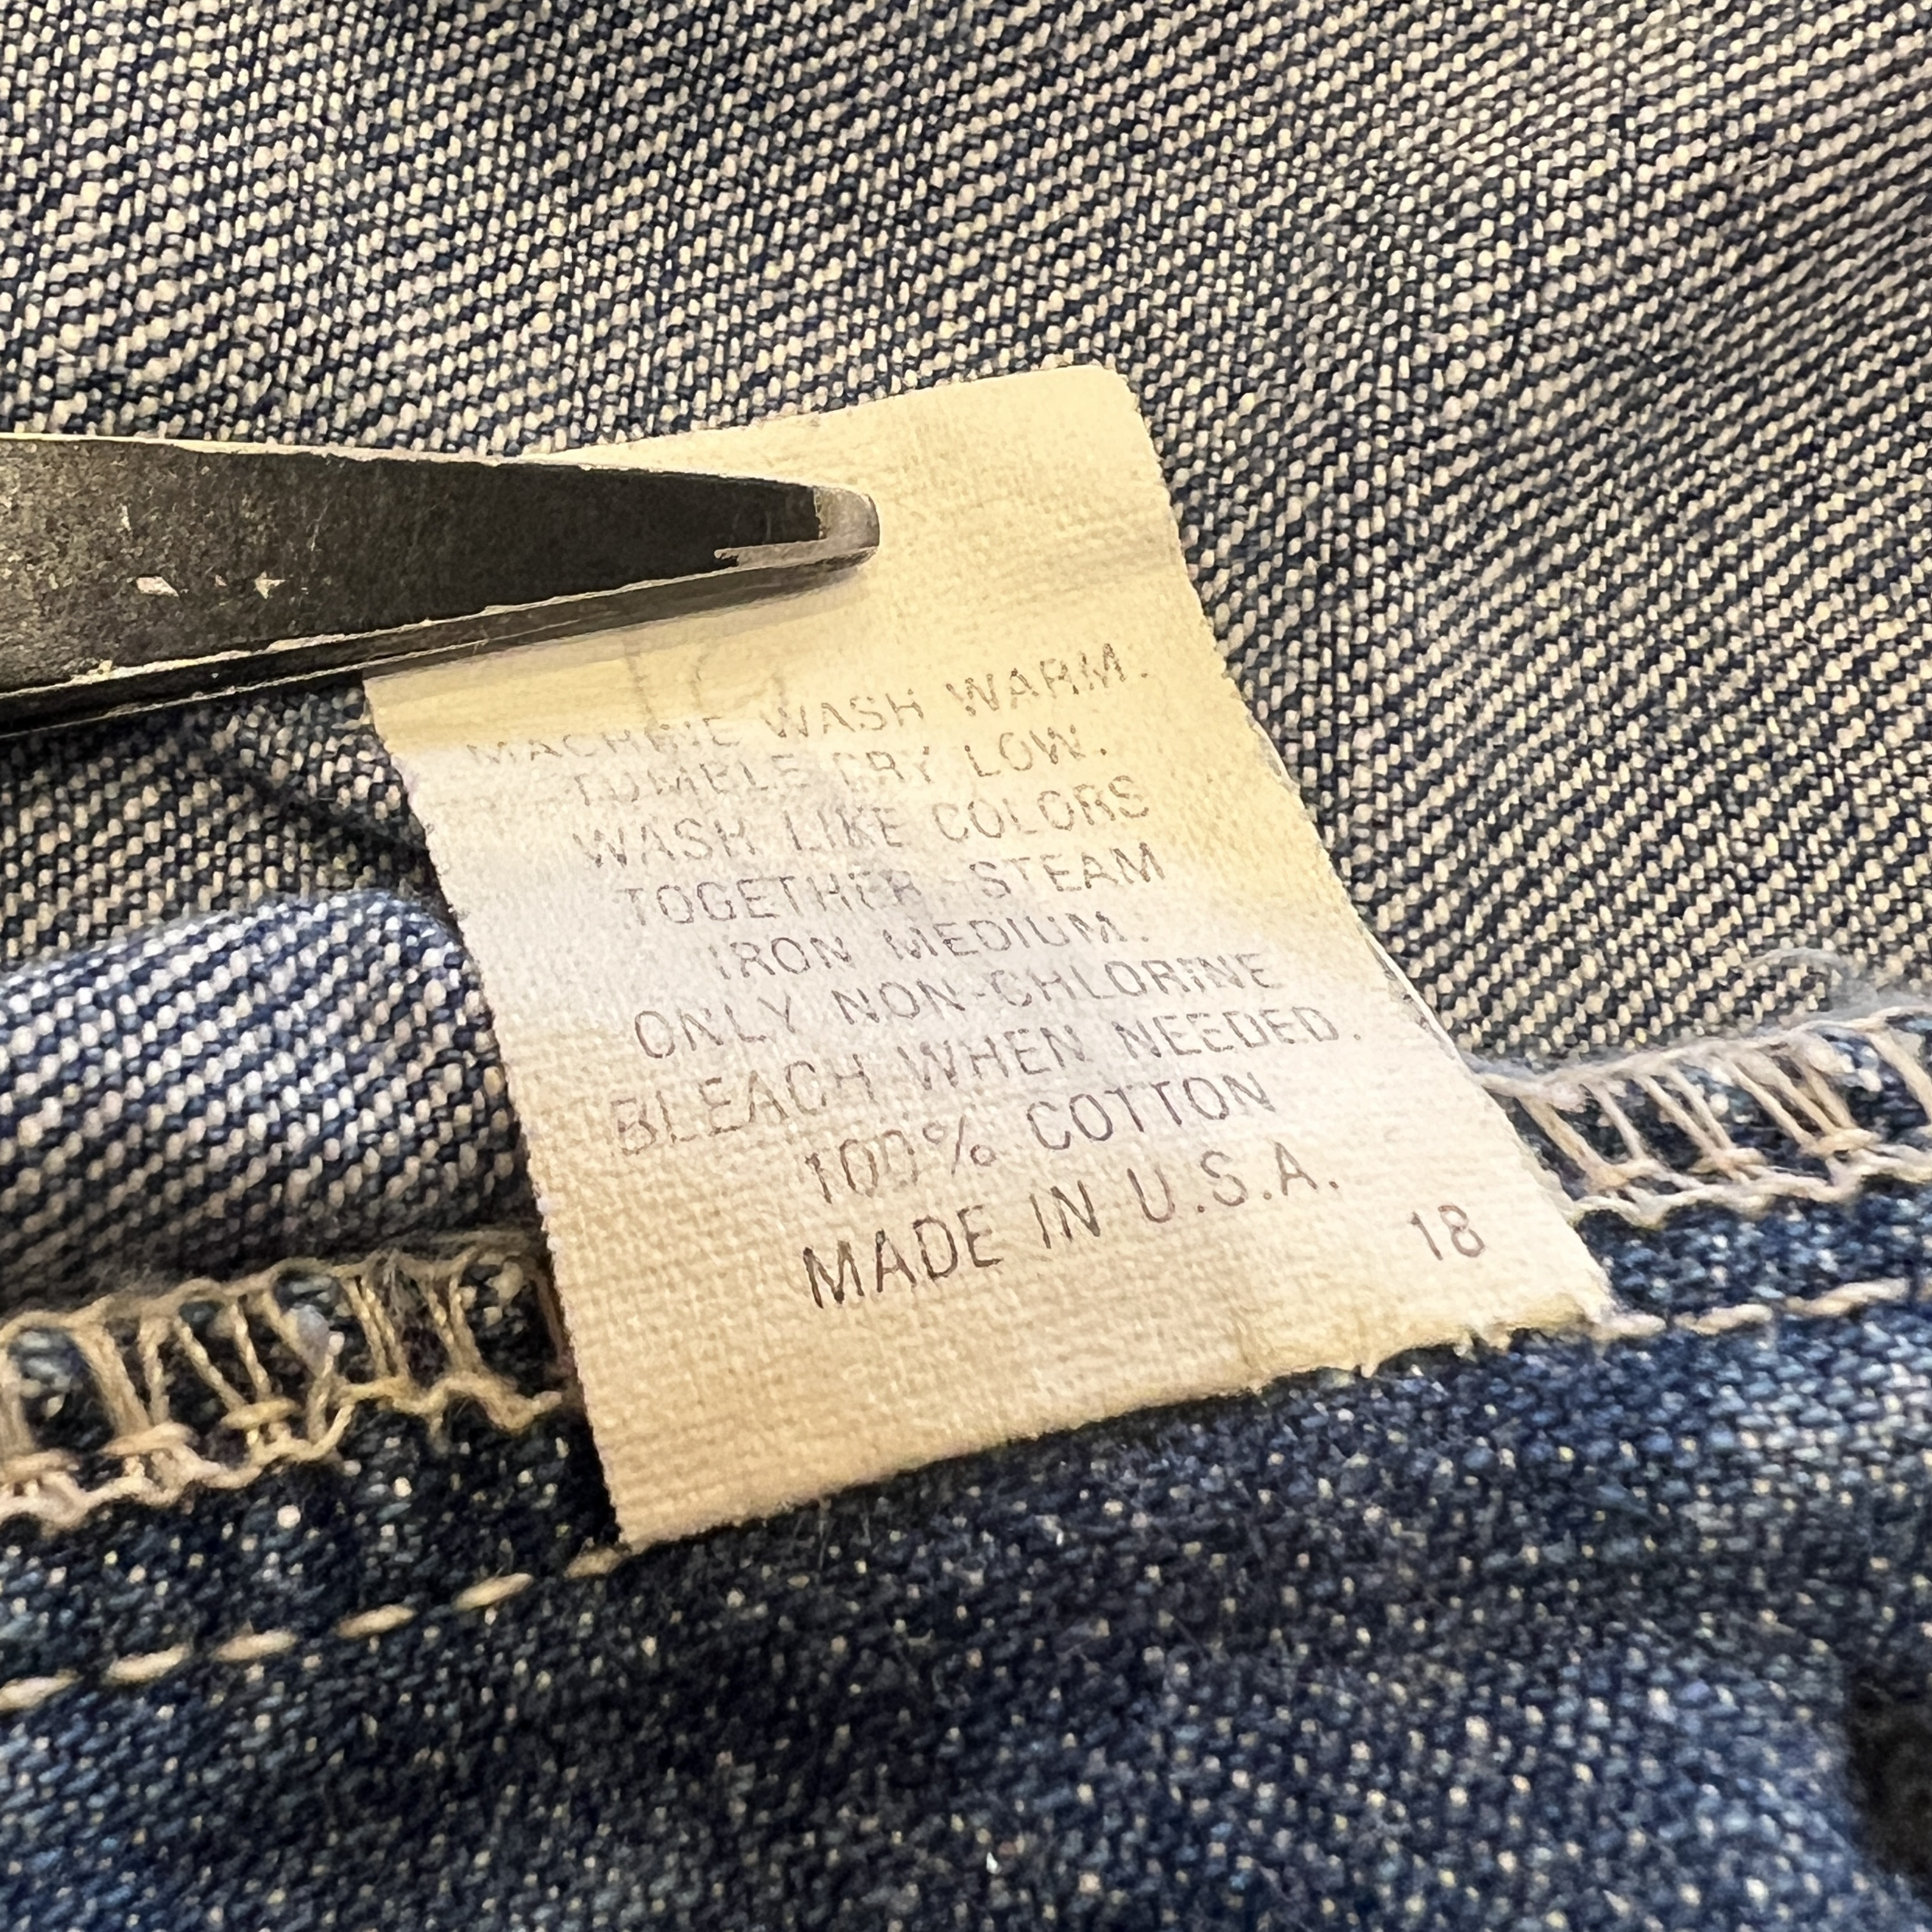 MACHINE WASH WARM.
TUMBLE DRY LOW.
WASH LIKE COLORS
TOGETHER. STEAM
IRON MEDIUM.
ONLY NON-CHLORINE
BLEACH WHEN NEEDED.
100% COTTON
MADE IN U.S.A.
18